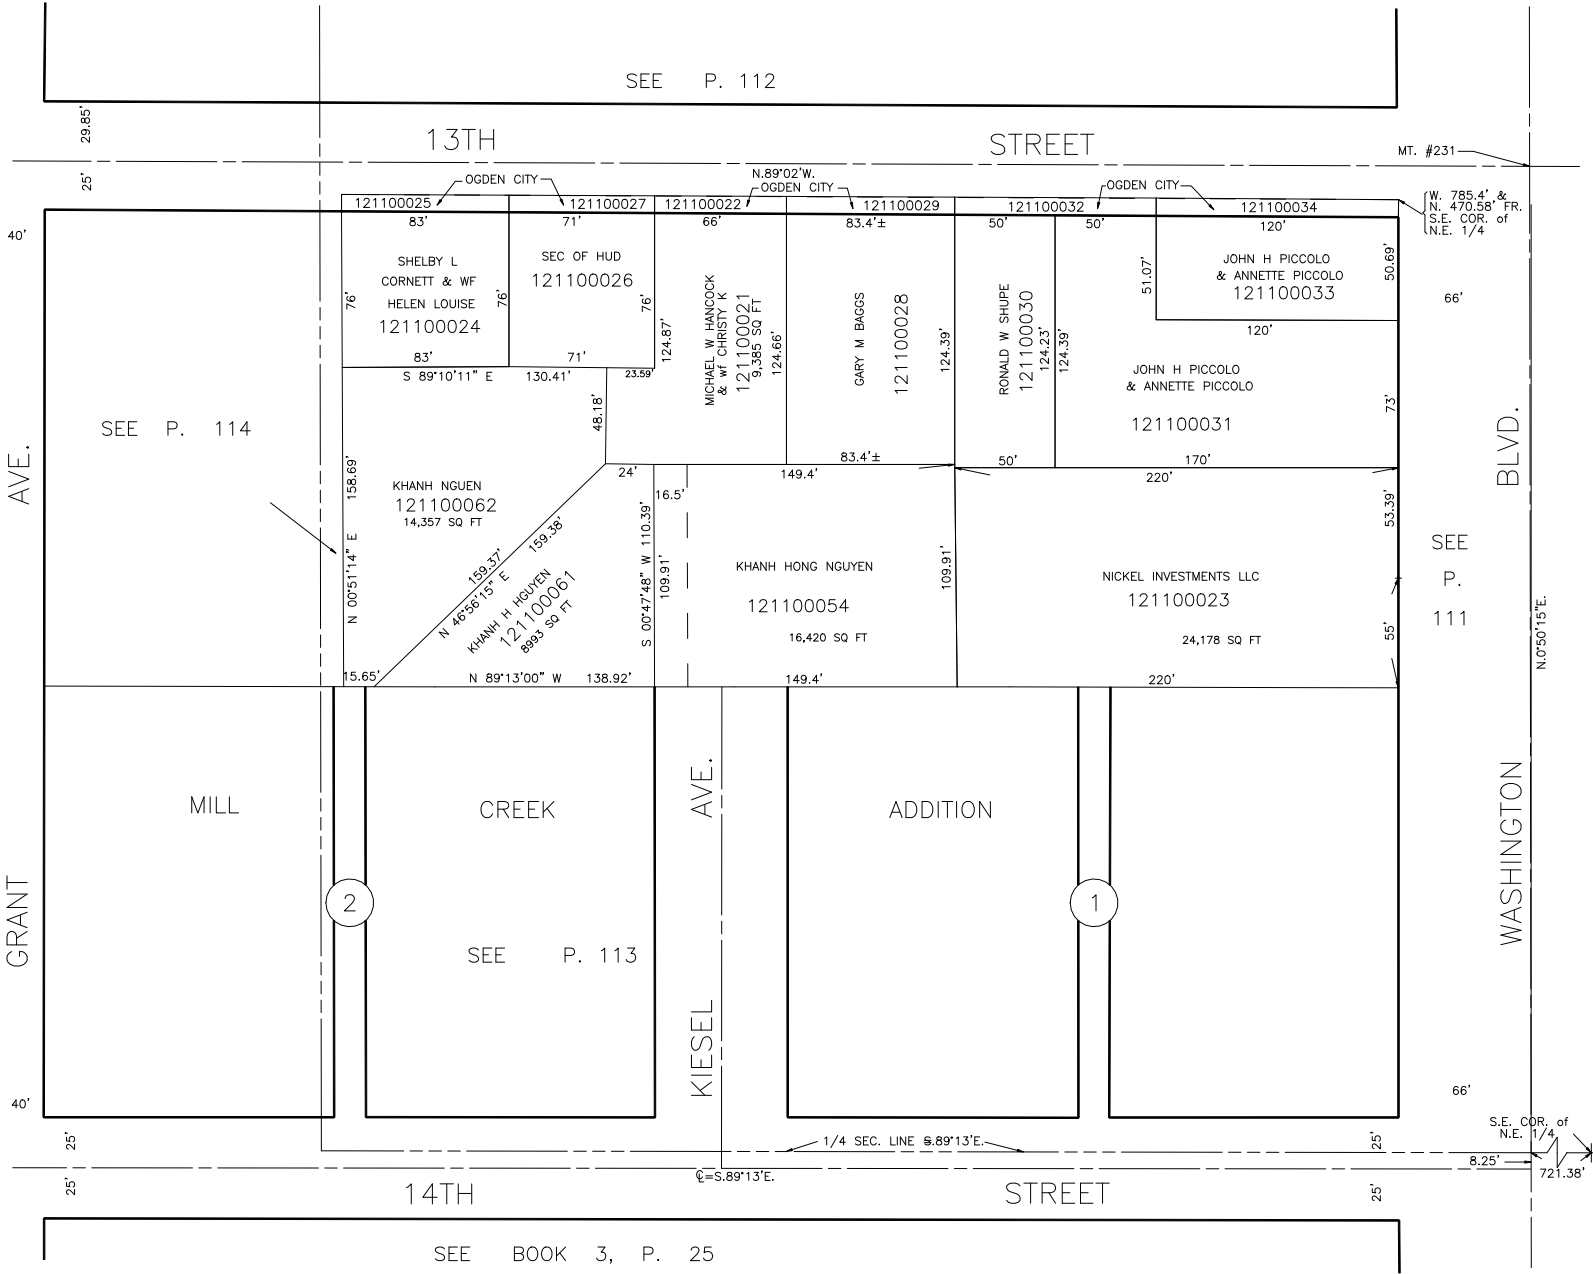 SEE P. 112
29.85'
13TH STREET
MT. #231
25'
N.89°02'W.
OGDEN CITY
OGDEN CITY
OGDEN CITY
121100025
121100027
121100022
121100029
121100032
121100034
W. 785.4' &
N. 470.58' FR.
S.E. COR. of
N.E. 1/4
40'
83'
71'
66'
83.4'±
50'
50'
120'
SHELBY L
CORNETT & WF
HELEN LOUISE
121100024
76'
76'
83'
SEC OF HUD
121100026
76'
71'
MICHAEL W HANCOCK
& wf CHRISTY K
121100021
9,385 SQ FT
124.87'
124.66'
GARY M BAGGS
121100028
124.39'
83.4'±
RONALD W SHUPE
121100030
124.23'
124.39'
50'
51.07'
JOHN H PICCOLO
& ANNETTE PICCOLO
121100033
50.69'
120'
66'
JOHN H PICCOLO
& ANNETTE PICCOLO
121100031
73'
170'
S 89°10'11" E 130.41'
23.59'
48.18'
SEE P. 114
158.69'
N 00°51'14" E
KHANH NGUEN
121100062
14,357 SQ FT
15.65'
24'
159.37'
159.38'
N 46°56'15" E
KHANH H HGUYEN
121100061
8993 SQ FT
S 00°47'48" W 110.39'
N 89°13'00" W 138.92'
16.5'
109.91'
149.4'
KHANH HONG NGUYEN
121100054
16,420 SQ FT
109.91'
149.4'
220'
NICKEL INVESTMENTS LLC
121100023
24,178 SQ FT
53.39'
55'
220'
SEE
P.
111
N.0°50'15"E.
GRANT AVE.
WASHINGTON BLVD.
KIESEL AVE.
MILL CREEK ADDITION
2
1
SEE P. 113
40'
66'
25'
25'
1/4 SEC. LINE S.89°13'E.
S.E. COR. of
N.E. 1/4
8.25'
721.38'
℄=S.89°13'E.
25'
25'
14TH STREET
SEE BOOK 3, P. 25